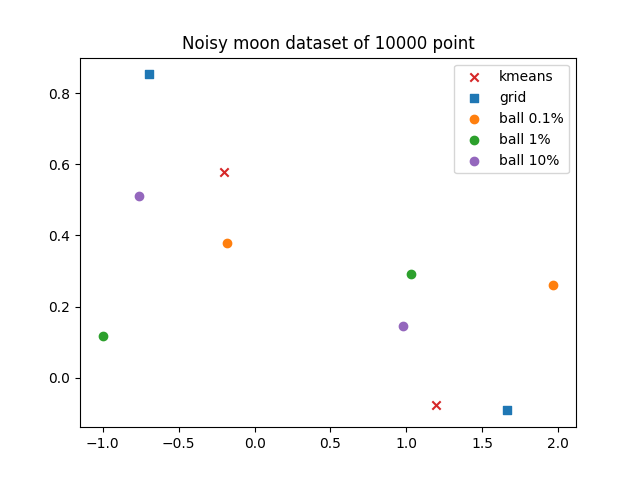 Noisy moon dataset of 10000 point
kmeans
grid
ball 0.1%
ball 1%
ball 10%
0.8
0.6
0.4
0.2
0.0
−1.0 −0.5 0.0 0.5 1.0 1.5 2.0